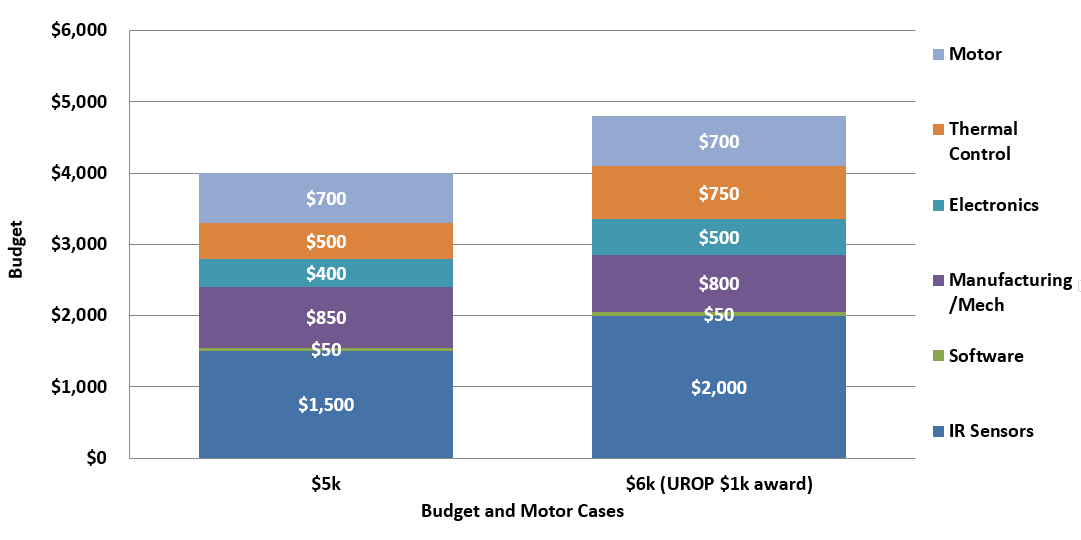 $6,000
$5,000
$4,000
$3,000
$2,000
$1,000
$0
Budget
$700
$500
$400
$850
$50
$1,500
$700
$750
$500
$800
$50
$2,000
$5k
$6k (UROP $1k award)
Budget and Motor Cases
Motor
Thermal
Control
Electronics
Manufacturing
/Mech
Software
IR Sensors